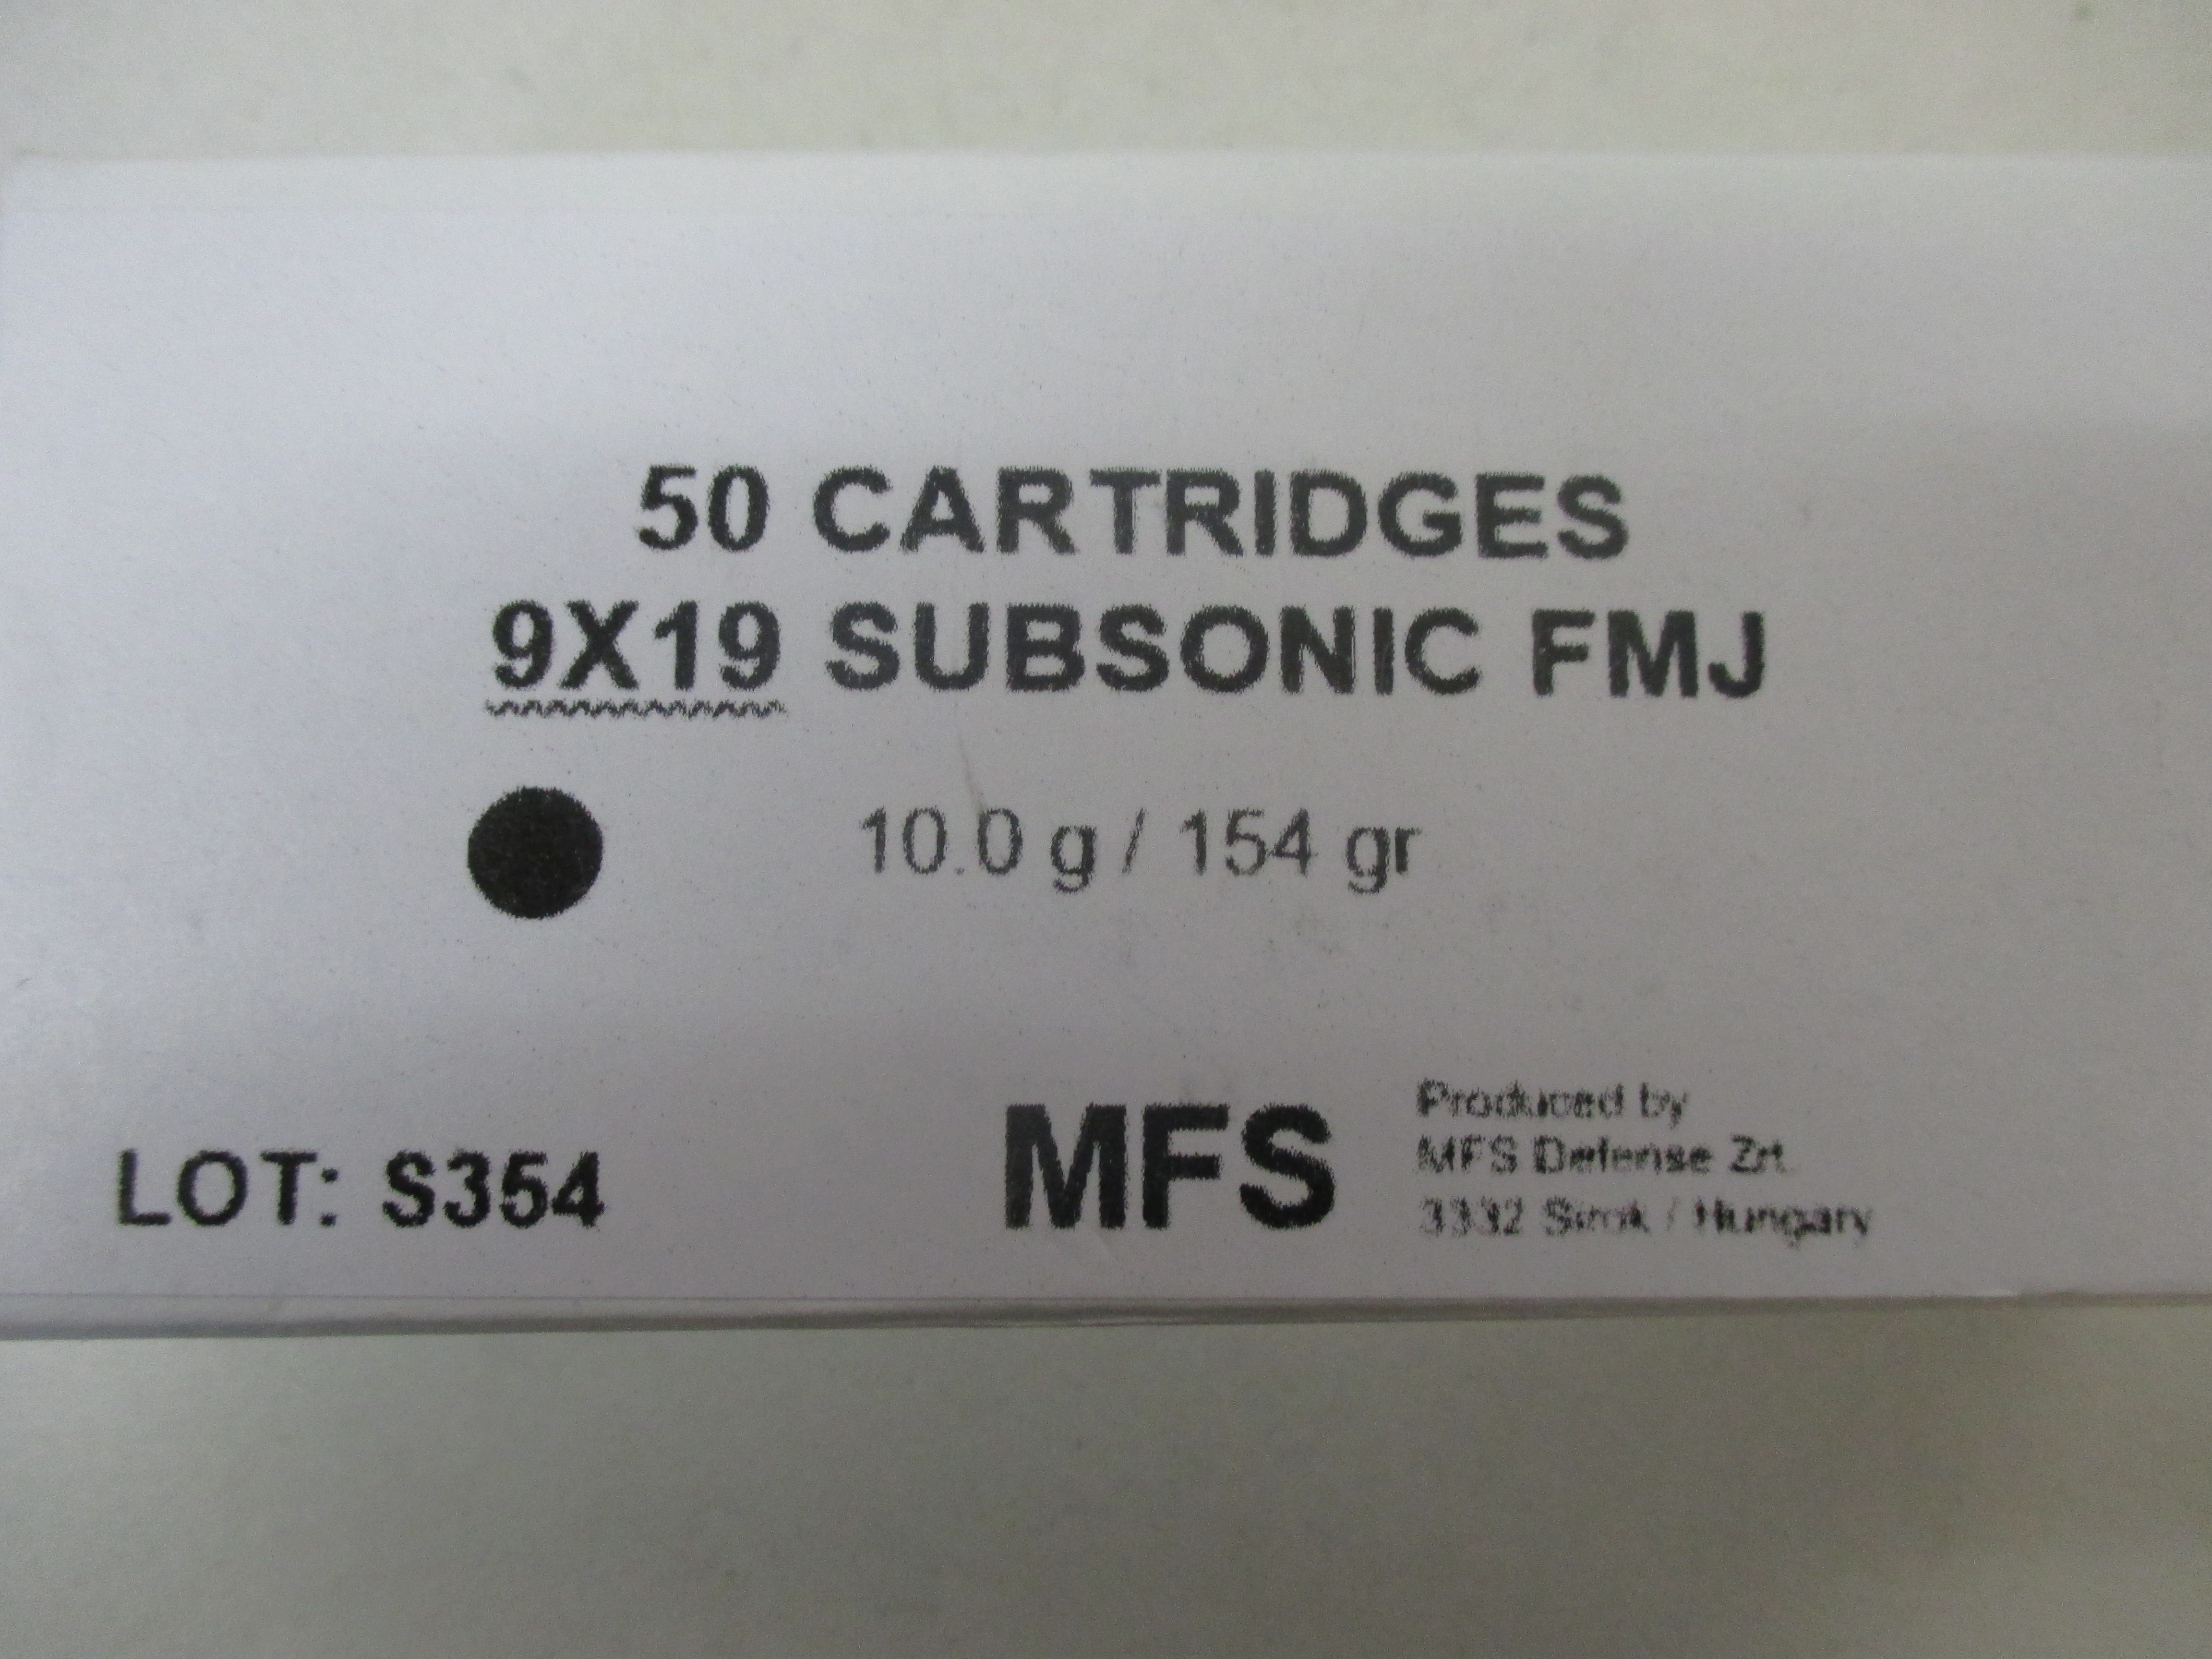 50 CARTRIDGES
9X19 SUBSONIC FMJ
10.0 g / 154 gr
LOT: S354
MFS
Produced by
MFS Defense Zrt.
3332 Sirok / Hungary